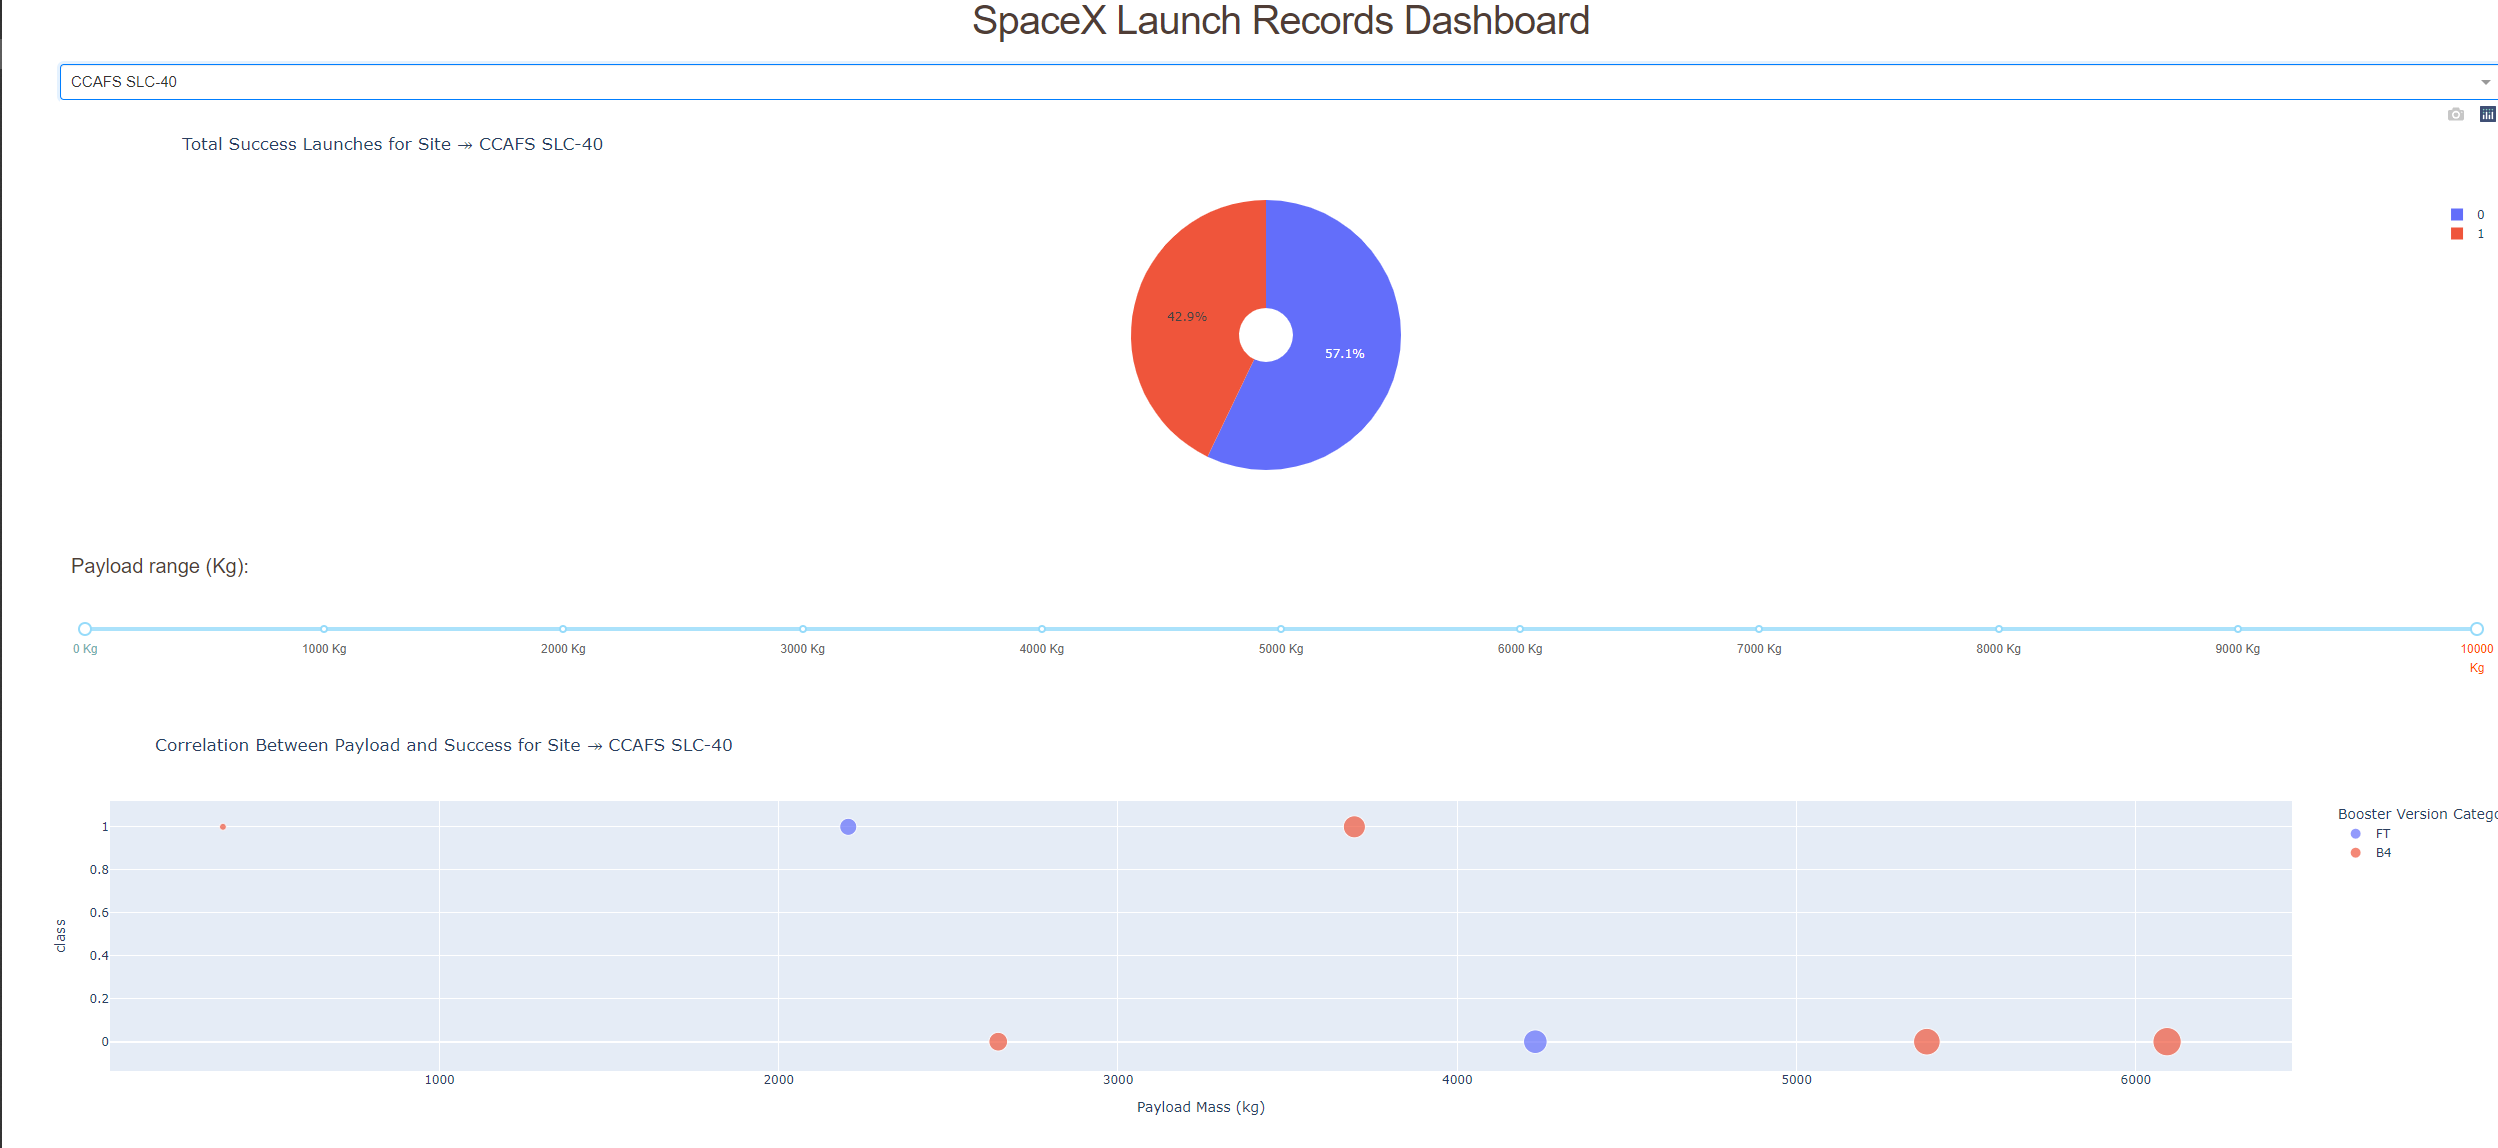 SpaceX Launch Records Dashboard
CCAFS SLC-40
Total Success Launches for Site ↠ CCAFS SLC-40
0
1
42.9%
57.1%
Payload range (Kg):
0 Kg
1000 Kg
2000 Kg
3000 Kg
4000 Kg
5000 Kg
6000 Kg
7000 Kg
8000 Kg
9000 Kg
10000
Kg
Correlation Between Payload and Success for Site ↠ CCAFS SLC-40
Booster Version Catego
FT
B4
1
0.8
0.6
0.4
0.2
0
class
1000
2000
3000
4000
5000
6000
Payload Mass (kg)